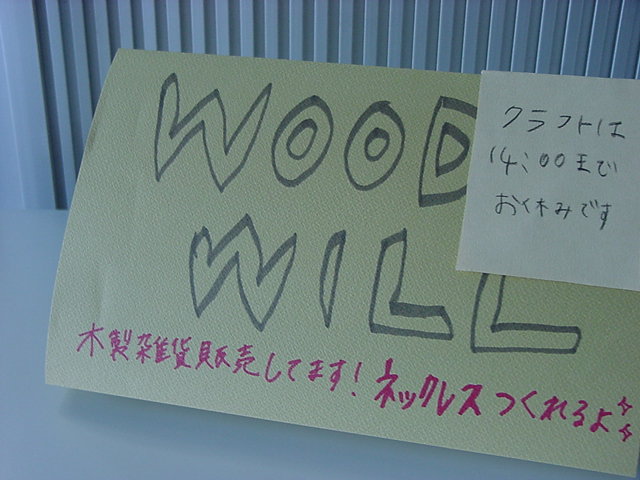 WOOD
WILL
木製雑貨販売してます！ネックレスつくれるよ
クラフトは
14:00まで
お休みです